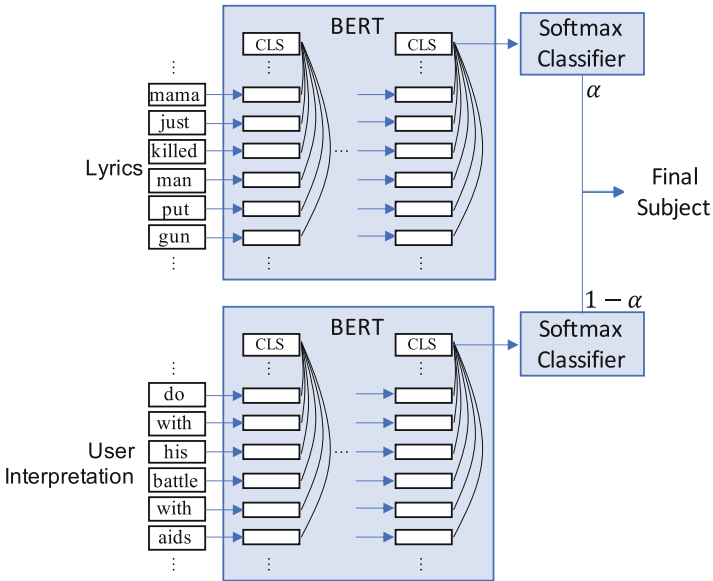 BERT
CLS
CLS
Softmax
Classifier
⋮
⋮
⋮
mama
just
killed
man
put
gun
⋮
⋮
⋮
Lyrics
...
α
Final
Subject
1 − α
BERT
CLS
CLS
Softmax
Classifier
⋮
⋮
⋮
do
with
his
battle
with
aids
⋮
⋮
⋮
User
Interpretation
...